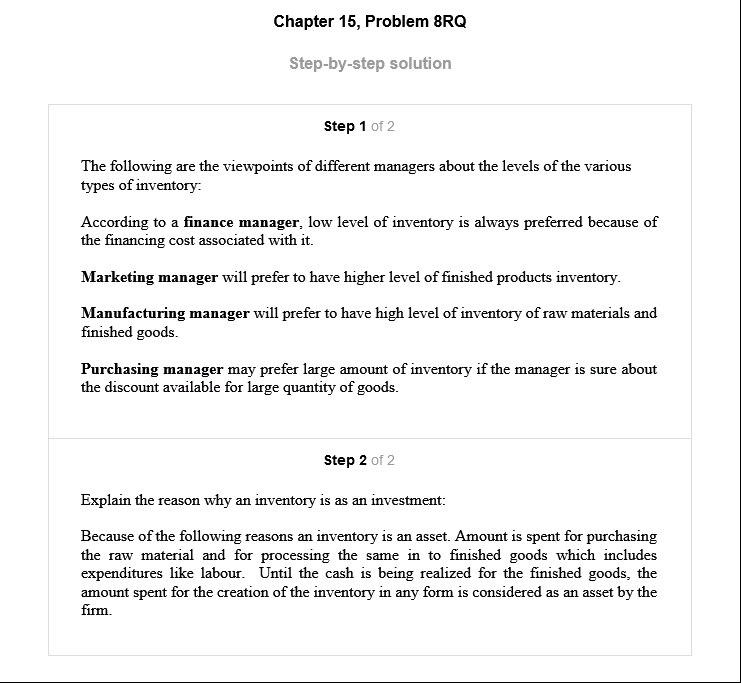 Chapter 15, Problem 8RQ
Step-by-step solution
Step 1 of 2
The following are the viewpoints of different managers about the levels of the various
types of inventory:
According to a finance manager, low level of inventory is always preferred because of
the financing cost associated with it.
Marketing manager will prefer to have higher level of finished products inventory.
Manufacturing manager will prefer to have high level of inventory of raw materials and
finished goods.
Purchasing manager may prefer large amount of inventory if the manager is sure about
the discount available for large quantity of goods.
Step 2 of 2
Explain the reason why an inventory is as an investment:
Because of the following reasons an inventory is an asset. Amount is spent for purchasing
the raw material and for processing the same in to finished goods which includes
expenditures like labour. Until the cash is being realized for the finished goods, the
amount spent for the creation of the inventory in any form is considered as an asset by the
firm.